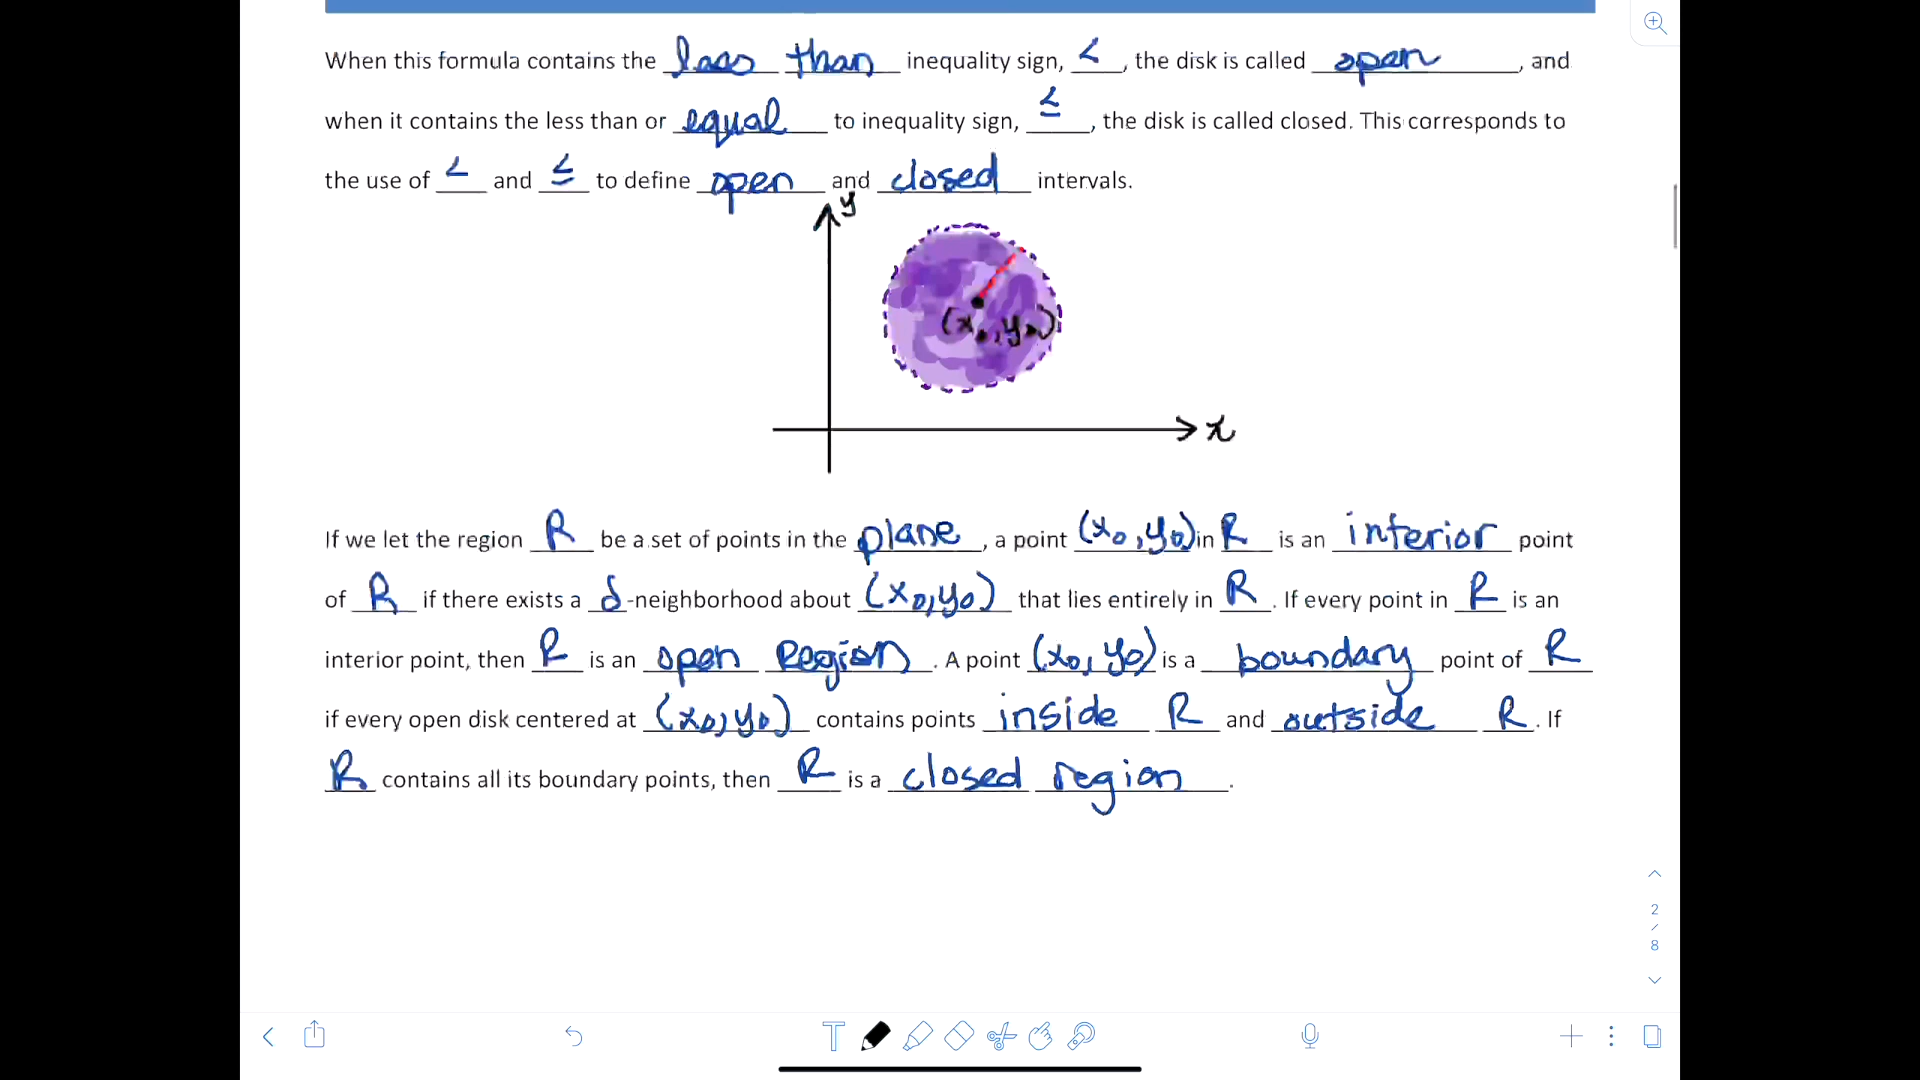 When this formula contains the less than inequality sign, <, the disk is called open, and
when it contains the less than or equal to inequality sign, ≤, the disk is called closed. This corresponds to
the use of < and ≤ to define open and closed intervals.
y
(x₀,y₀)
x
If we let the region R be a set of points in the plane, a point (x₀,y₀) in R is an interior point
of R if there exists a δ-neighborhood about (x₀,y₀) that lies entirely in R. If every point in R is an
interior point, then R is an open Region. A point (x₀,y₀) is a boundary point of R
if every open disk centered at (x₀,y₀) contains points inside R and outside R. If
R contains all its boundary points, then R is a closed region.
2
/
8
T